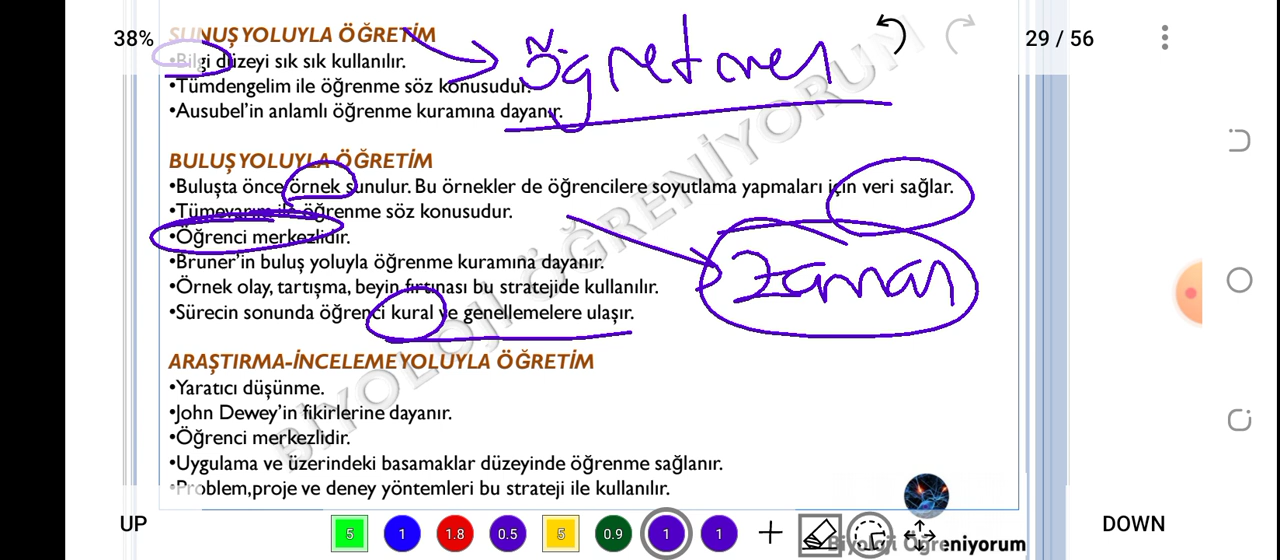 38%
29 / 56
SUNUŞ YOLUYLA ÖĞRETİM
•Bilgi düzeyi sık sık kullanılır.
•Tümdengelim ile öğrenme söz konusudur.
•Ausubel'in anlamlı öğrenme kuramına dayanır.
öğretmen
BULUŞ YOLUYLA ÖĞRETİM
•Buluşta önce örnek sunulur. Bu örnekler de öğrencilere soyutlama yapmaları için veri sağlar.
•Tümevarım ile öğrenme söz konusudur.
•Öğrenci merkezlidir.
•Bruner'in buluş yoluyla öğrenme kuramına dayanır.
•Örnek olay, tartışma, beyin fırtınası bu stratejide kullanılır.
•Sürecin sonunda öğrenci kural ve genellemelere ulaşır.
zaman
ARAŞTIRMA-İNCELEME YOLUYLA ÖĞRETİM
•Yaratıcı düşünme.
•John Dewey'in fikirlerine dayanır.
•Öğrenci merkezlidir.
•Uygulama ve üzerindeki basamaklar düzeyinde öğrenme sağlanır.
•Problem,proje ve deney yöntemleri bu strateji ile kullanılır.
BİYOLOJİ ÖĞRENİYORUM
UP
5 1 1.8 0.5 5 0.9 1 1
DOWN
Biyoloji Öğreniyorum